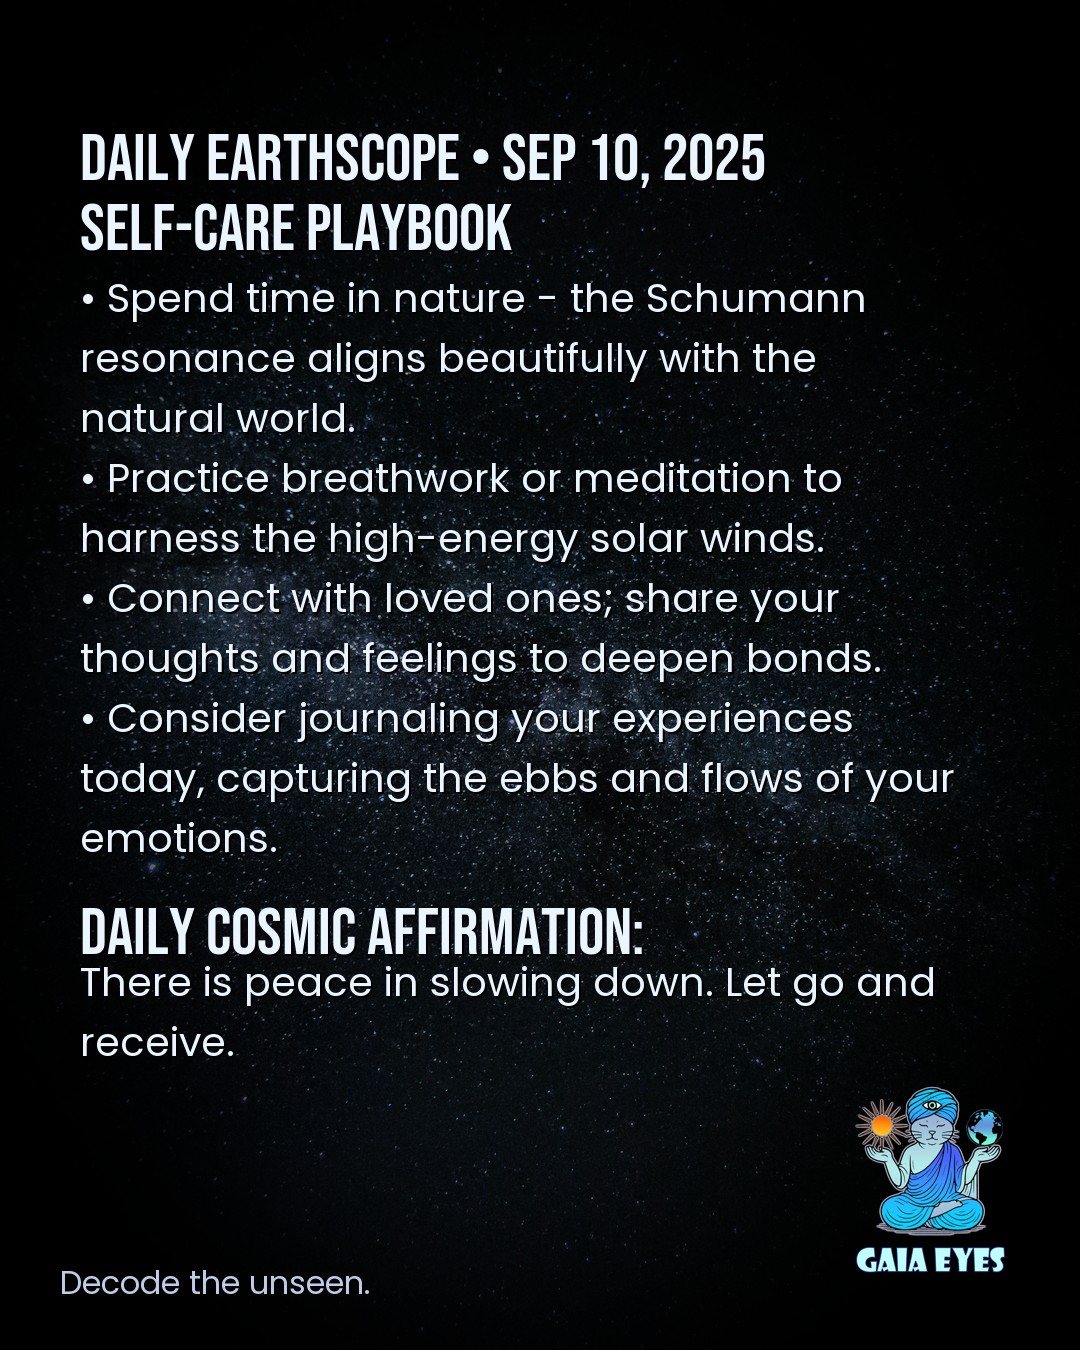 DAILY EARTHSCOPE • SEP 10, 2025
SELF-CARE PLAYBOOK
• Spend time in nature - the Schumann
resonance aligns beautifully with the
natural world.
• Practice breathwork or meditation to
harness the high-energy solar winds.
• Connect with loved ones; share your
thoughts and feelings to deepen bonds.
• Consider journaling your experiences
today, capturing the ebbs and flows of your
emotions.
DAILY COSMIC AFFIRMATION:
There is peace in slowing down. Let go and
receive.
GAIA EYES
Decode the unseen.